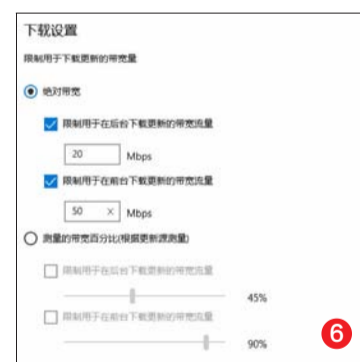 下载设置
限制用于下载更新的带宽量
绝对带宽
限制用于在后台下载更新的带宽流量
20 Mbps
限制用于在前台下载更新的带宽流量
50 × Mbps
测量的带宽百分比(根据更新源测量)
限制用于在后台下载更新的带宽流量
45%
限制用于在前台下载更新的带宽流量
90%
6